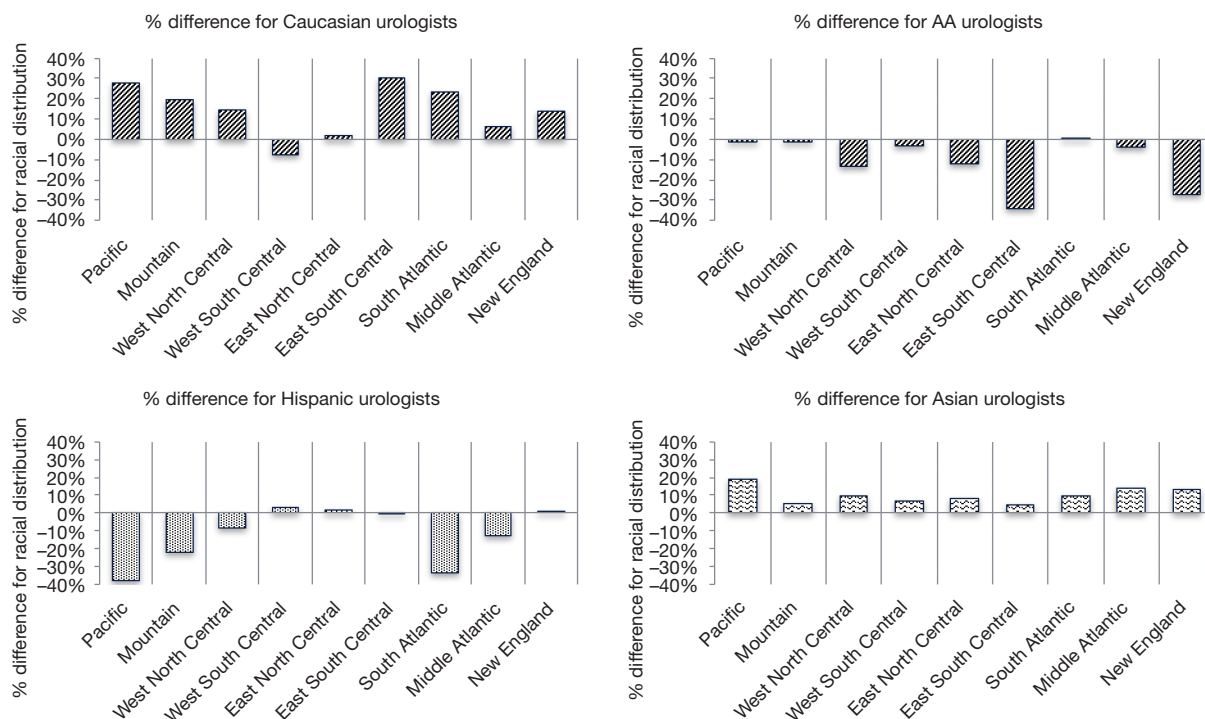 % difference for Caucasian urologists
% difference for racial distribution
40%
30%
20%
10%
0%
–10%
–20%
–30%
–40%
Pacific
Mountain
West North Central
West South Central
East North Central
East South Central
South Atlantic
Middle Atlantic
New England
% difference for AA urologists
% difference for racial distribution
40%
30%
20%
10%
0%
–10%
–20%
–30%
–40%
Pacific
Mountain
West North Central
West South Central
East North Central
East South Central
South Atlantic
Middle Atlantic
New England
% difference for Hispanic urologists
% difference for racial distribution
40%
30%
20%
10%
0%
–10%
–20%
–30%
–40%
Pacific
Mountain
West North Central
West South Central
East North Central
East South Central
South Atlantic
Middle Atlantic
New England
% difference for Asian urologists
% difference for racial distribution
40%
30%
20%
10%
0%
–10%
–20%
–30%
–40%
Pacific
Mountain
West North Central
West South Central
East North Central
East South Central
South Atlantic
Middle Atlantic
New England